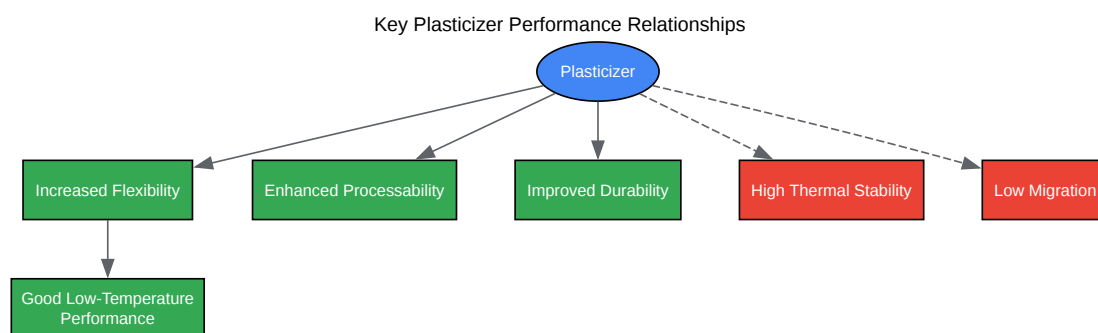 Key Plasticizer Performance Relationships
Plasticizer
Increased Flexibility
Enhanced Processability
Improved Durability
High Thermal Stability
Low Migration
Good Low-Temperature
Performance